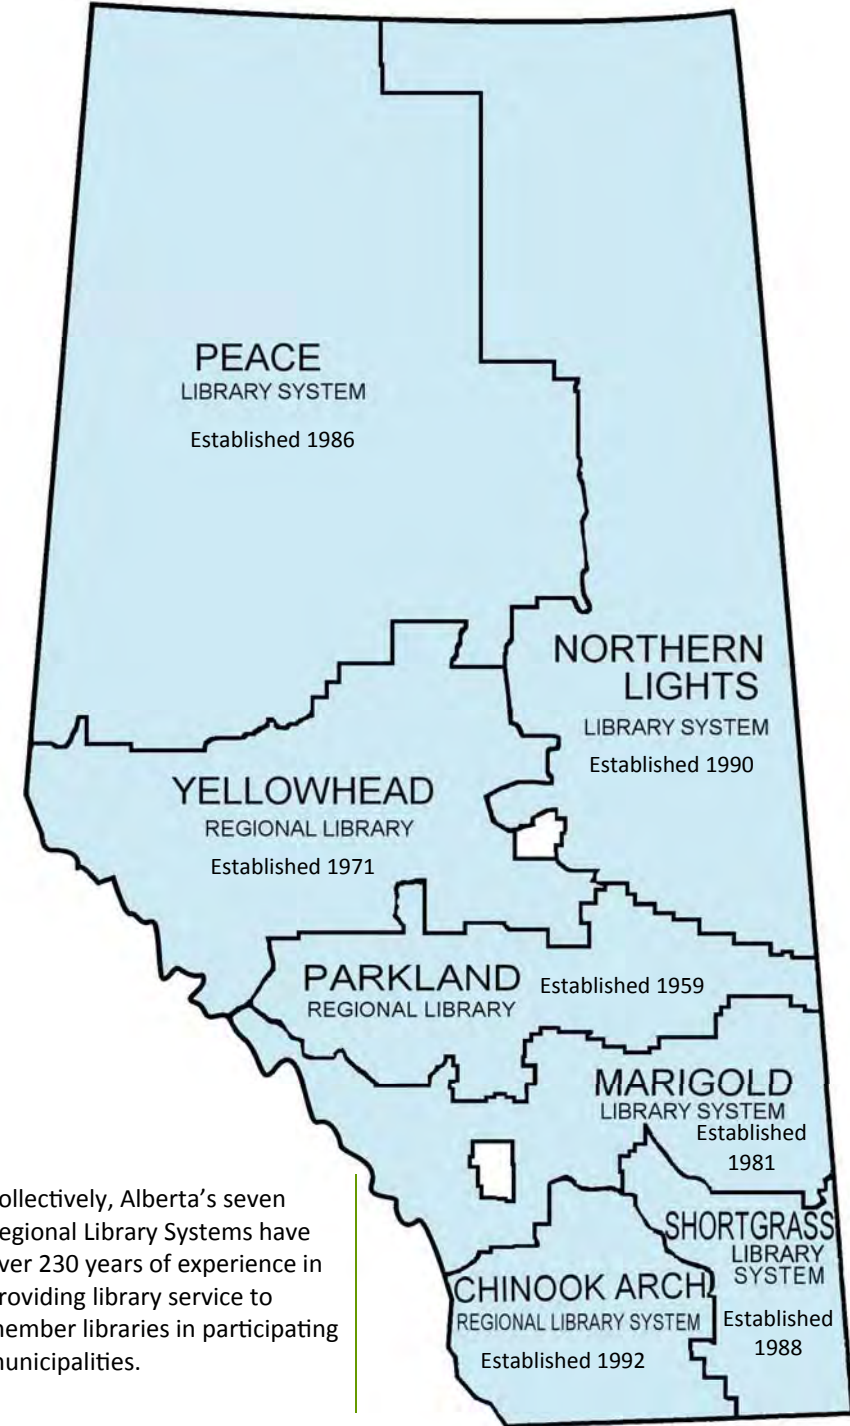 PEACE
LIBRARY SYSTEM
Established 1986
NORTHERN
LIGHTS
LIBRARY SYSTEM
Established 1990
YELLOWHEAD
REGIONAL LIBRARY
Established 1971
PARKLAND
REGIONAL LIBRARY
Established 1959
MARIGOLD
LIBRARY SYSTEM
Established
1981
SHORTGRASS
LIBRARY
SYSTEM
Established
1988
CHINOOK ARCH
REGIONAL LIBRARY SYSTEM
Established 1992
ollectively, Alberta's seven
egional Library Systems have
ver 230 years of experience in
roviding library service to
nember libraries in participating
nunicipalities.